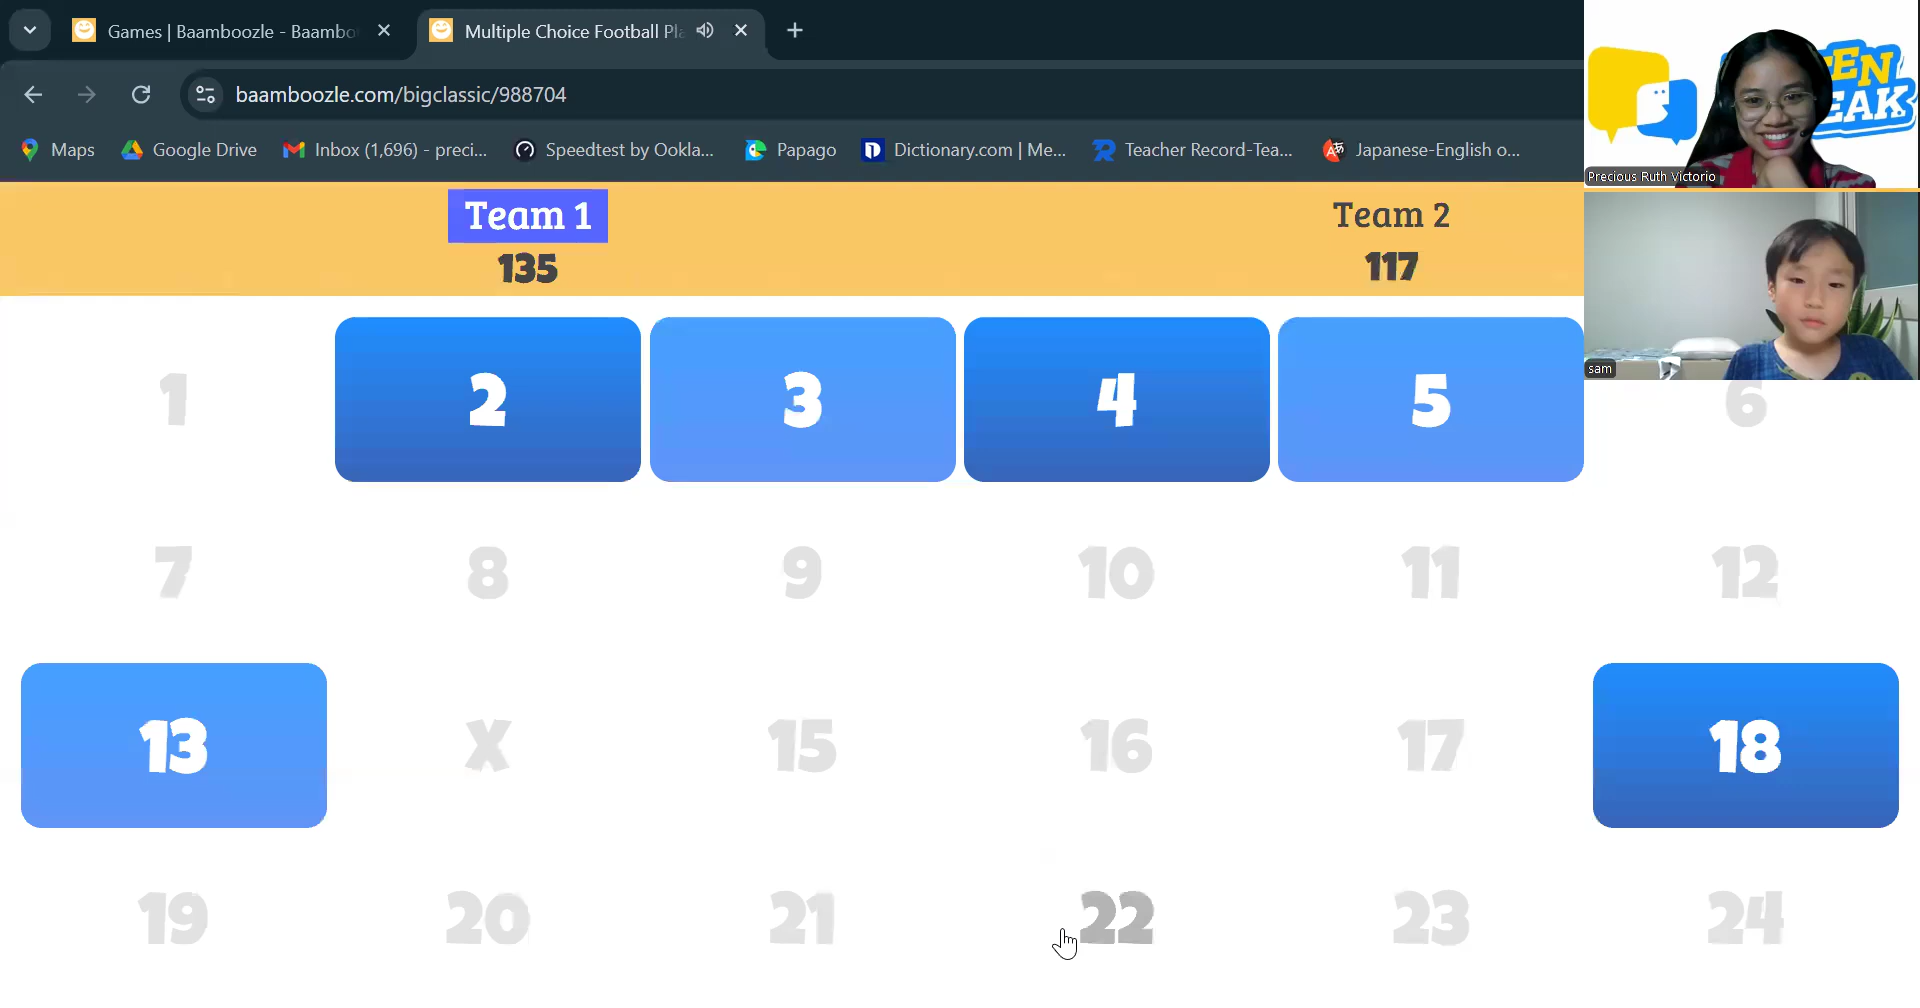 Games | Baamboozle - Baambo
Multiple Choice Football Pla
baamboozle.com/bigclassic/988704
Maps
Google Drive
Inbox (1,696) - preci...
Speedtest by Ookla...
Papago
Dictionary.com | Me...
Teacher Record-Tea...
Japanese-English o...
EN
EAK
Precious Ruth Victorio
sam
Team 1
135
Team 2
117
1 2 3 4 5 6
7 8 9 10 11 12
13 X 15 16 17 18
19 20 21 22 23 24